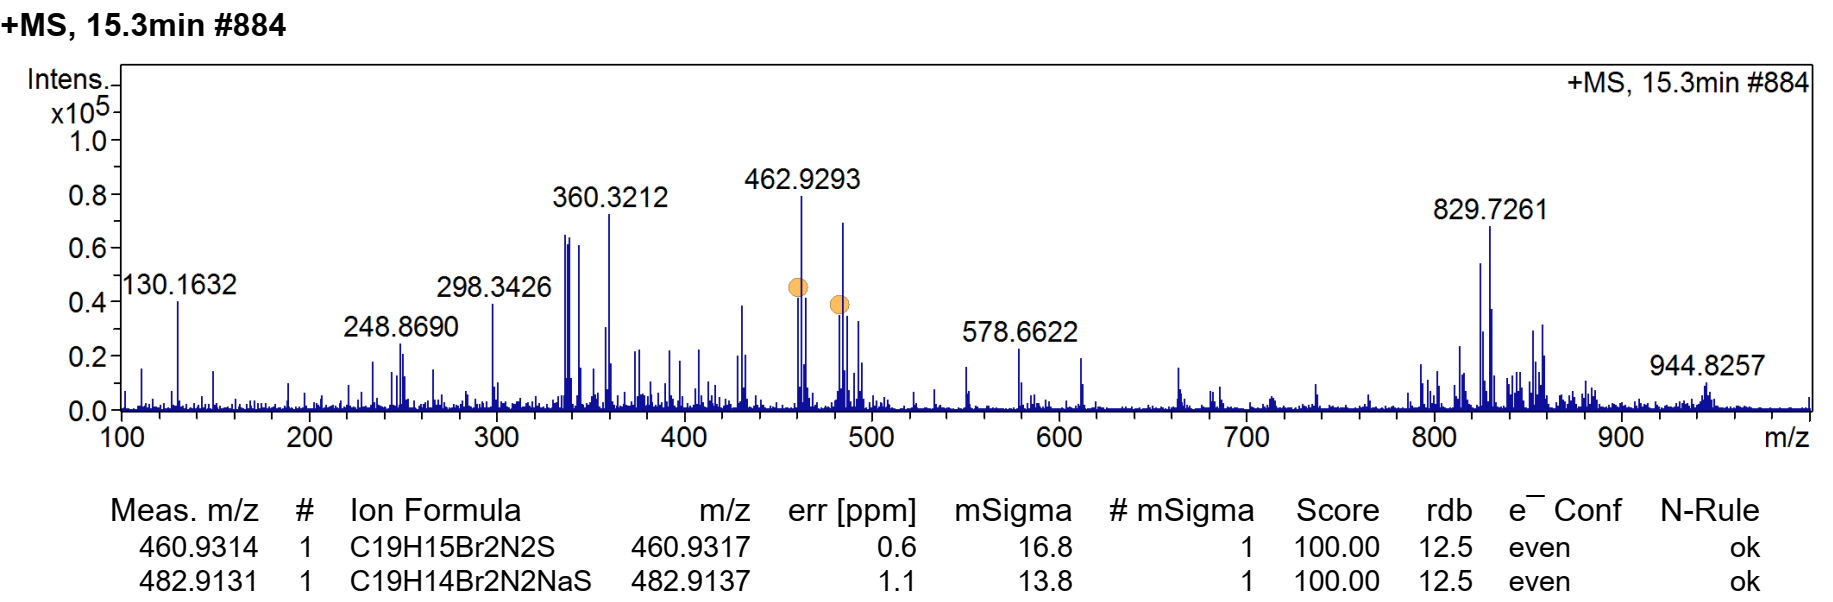 +MS, 15.3min #884
Intens.
x10⁵
+MS, 15.3min #884
1.0
0.8
0.6
0.4
0.2
0.0
130.1632
248.8690
298.3426
360.3212
462.9293
578.6622
829.7261
944.8257
100 200 300 400 500 600 700 800 900 m/z
Meas. m/z # Ion Formula m/z err [ppm] mSigma # mSigma Score rdb e¯ Conf N-Rule
460.9314 1 C19H15Br2N2S 460.9317 0.6 16.8 1 100.00 12.5 even ok
482.9131 1 C19H14Br2N2NaS 482.9137 1.1 13.8 1 100.00 12.5 even ok